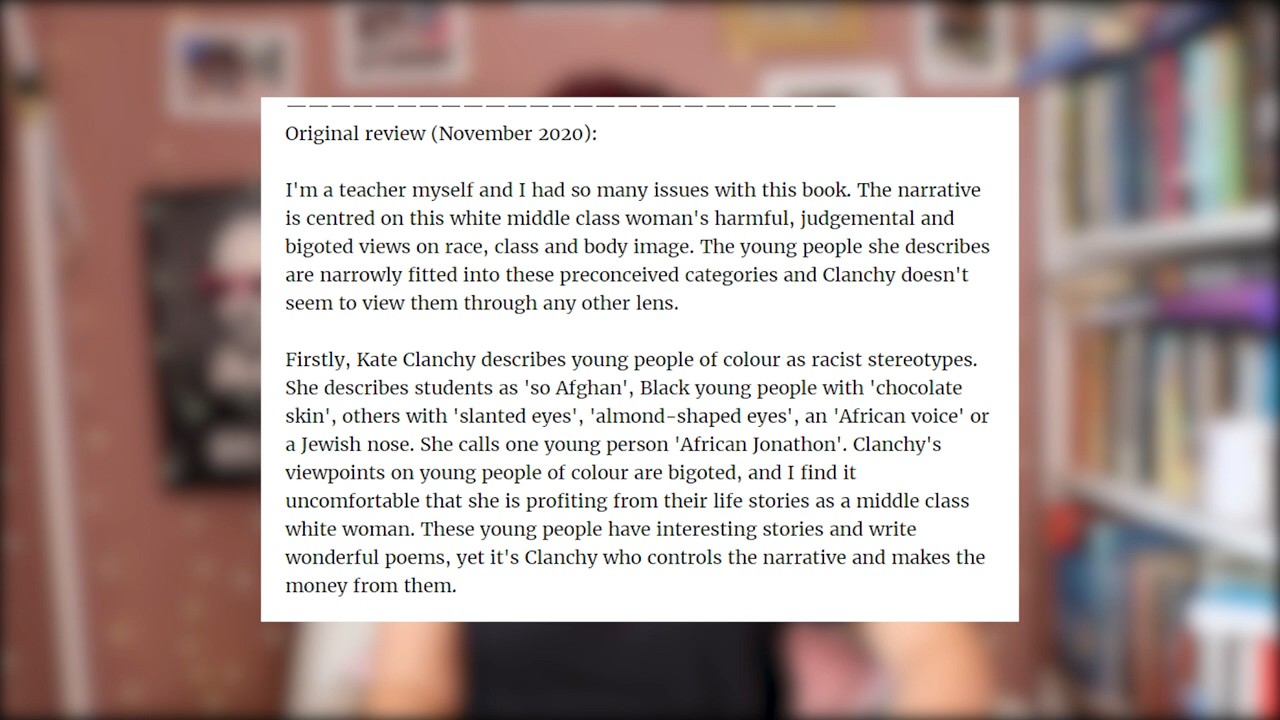 Original review (November 2020):
I'm a teacher myself and I had so many issues with this book. The narrative
is centred on this white middle class woman's harmful, judgemental and
bigoted views on race, class and body image. The young people she describes
are narrowly fitted into these preconceived categories and Clanchy doesn't
seem to view them through any other lens.
Firstly, Kate Clanchy describes young people of colour as racist stereotypes.
She describes students as 'so Afghan', Black young people with 'chocolate
skin', others with 'slanted eyes', 'almond-shaped eyes', an 'African voice' or
a Jewish nose. She calls one young person 'African Jonathon'. Clanchy's
viewpoints on young people of colour are bigoted, and I find it
uncomfortable that she is profiting from their life stories as a middle class
white woman. These young people have interesting stories and write
wonderful poems, yet it's Clanchy who controls the narrative and makes the
money from them.